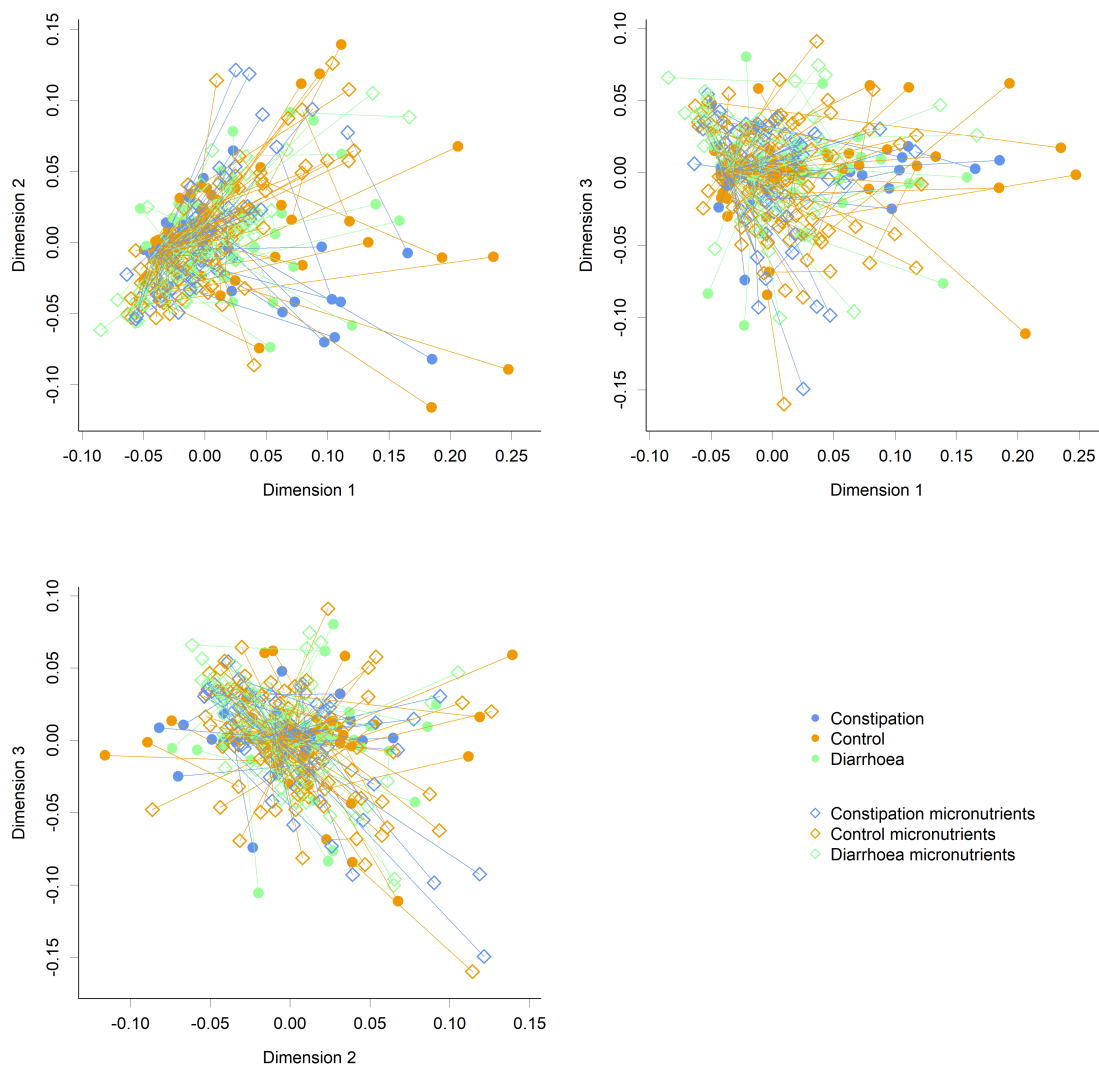 0.15
0.10
0.05
0.00
-0.05
-0.10
Dimension 2
-0.10 -0.05 0.00 0.05 0.10 0.15 0.20 0.25
Dimension 1
0.10
0.05
0.00
-0.05
-0.10
-0.15
Dimension 3
-0.10 -0.05 0.00 0.05 0.10 0.15 0.20 0.25
Dimension 1
0.10
0.05
0.00
-0.05
-0.10
-0.15
Dimension 3
-0.10 -0.05 0.00 0.05 0.10 0.15
Dimension 2
Constipation
Control
Diarrhoea
Constipation micronutrients
Control micronutrients
Diarrhoea micronutrients